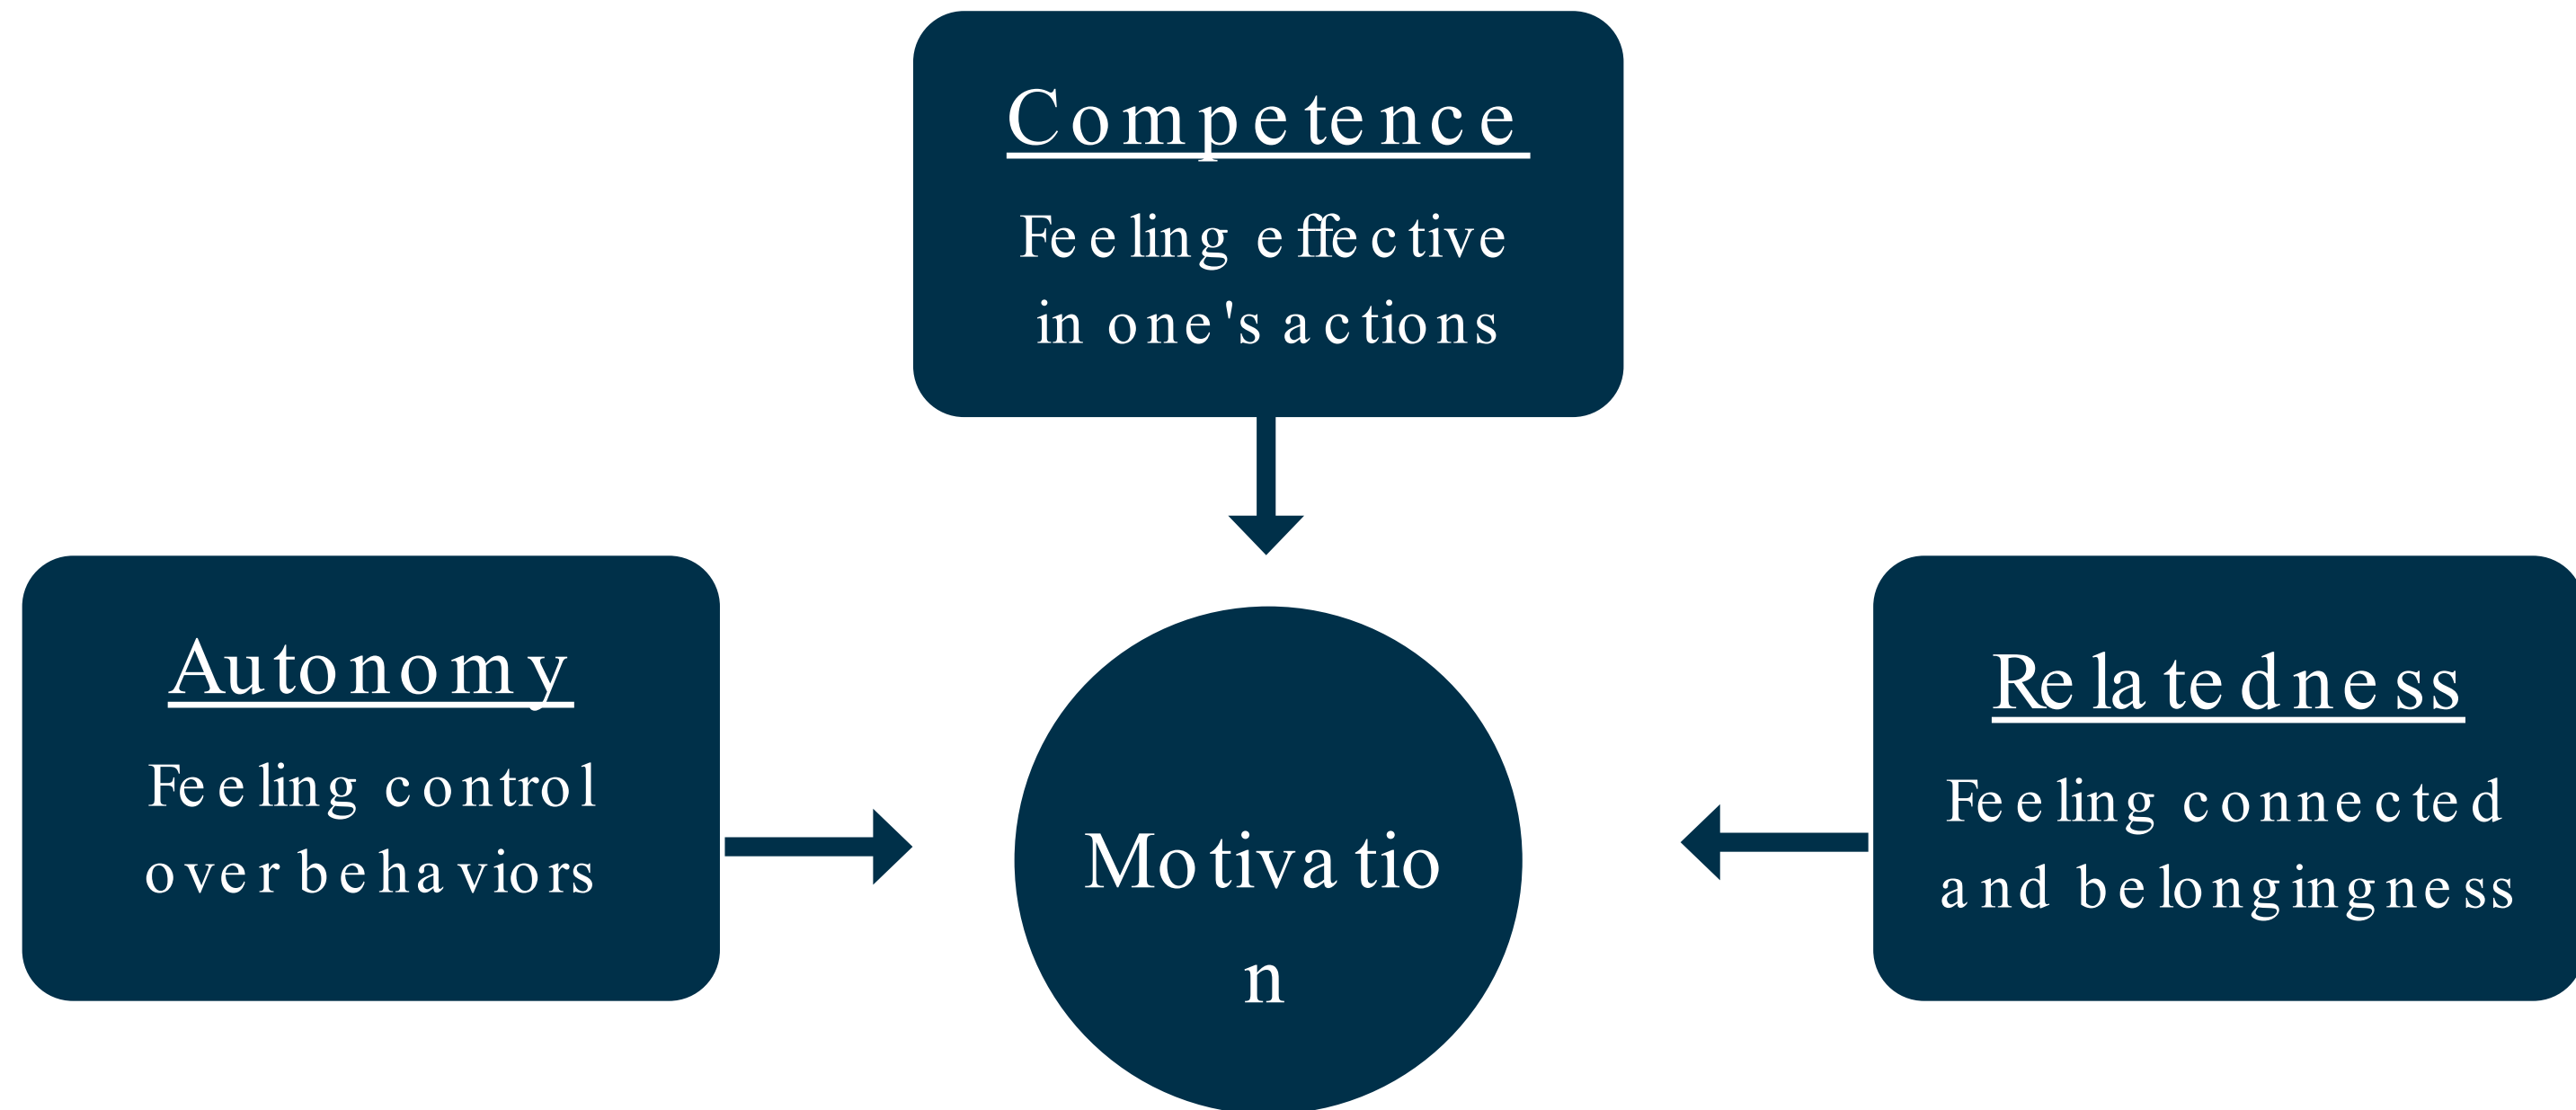 Competence
Feeling effective
in one's actions
Autonomy
Feeling control
over behaviors
Motivatio
n
Relatedness
Feeling connected
and belongingness